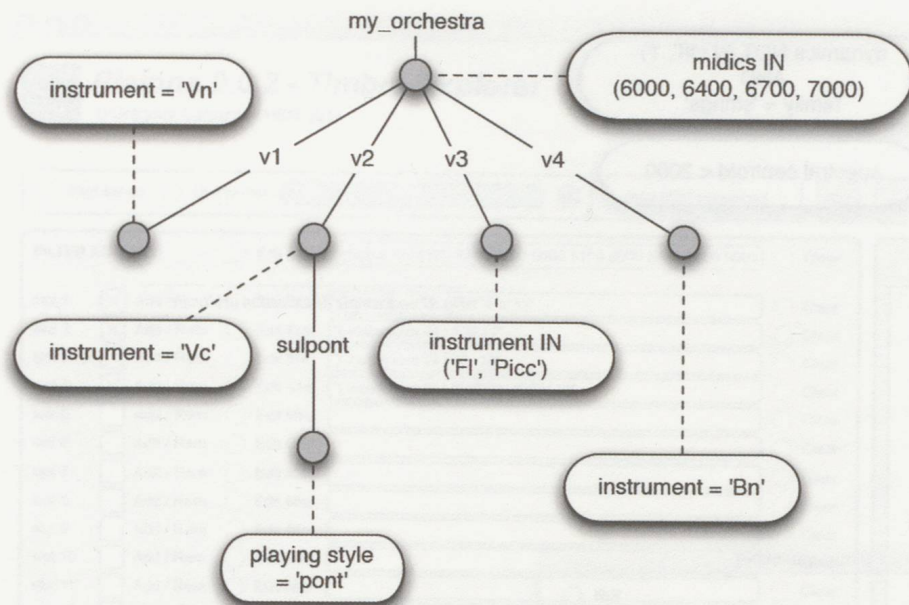 my_orchestra
instrument = 'Vn'
midics IN
(6000, 6400, 6700, 7000)
v1
v2
v3
v4
instrument = 'Vc'
sulpont
instrument IN
('Fl', 'Picc')
instrument = 'Bn'
playing style
= 'pont'